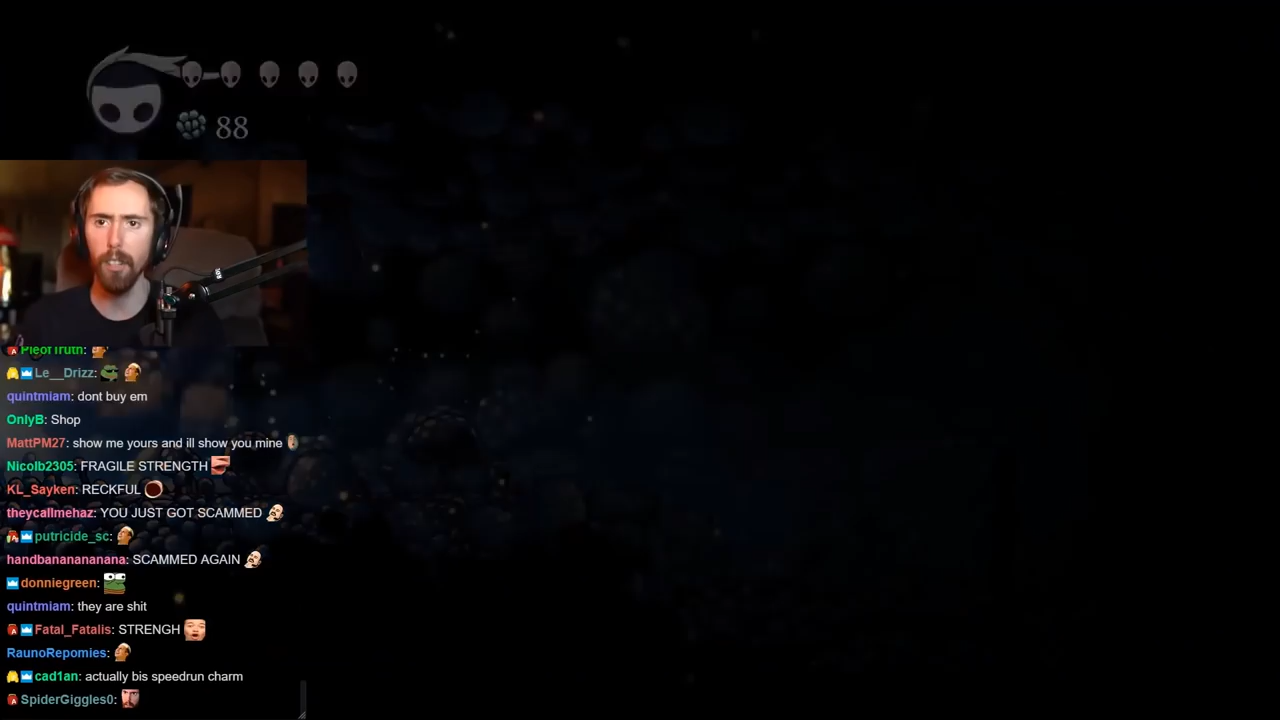 88
PieofTruth:
Le__Drizz:
quintmiam: dont buy em
OnlyB: Shop
MattPM27: show me yours and ill show you mine
Nicolb2305: FRAGILE STRENGTH
KL_Sayken: RECKFUL
theycallmehaz: YOU JUST GOT SCAMMED
putricide_sc:
handbananananana: SCAMMED AGAIN
donniegreen:
quintmiam: they are shit
Fatal_Fatalis: STRENGH
RaunoRepomies:
cad1an: actually bis speedrun charm
SpiderGiggles0: